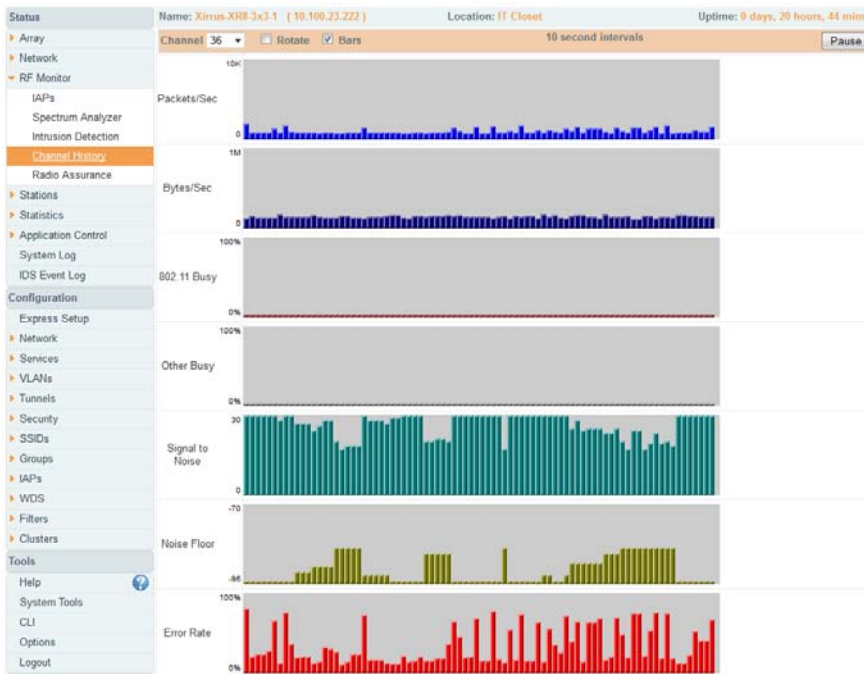 Status
Name: Xirrus-XR8-3x3-1 ( 10.100.23.222 ) Location: IT Closet Uptime: 0 days, 20 hours, 44 mins
Array
Network
RF Monitor
IAPs
Spectrum Analyzer
Intrusion Detection
Channel History
Radio Assurance
Stations
Statistics
Application Control
System Log
IDS Event Log
Configuration
Express Setup
Network
Services
VLANs
Tunnels
Security
SSIDs
Groups
IAPs
WDS
Filters
Clusters
Tools
Help ?
System Tools
CLI
Options
Logout
Channel 36 Rotate Bars 10 second intervals Pause
10K
Packets/Sec
0
1M
Bytes/Sec
0
100%
802.11 Busy
0%
100%
Other Busy
0%
30
Signal to
Noise
0
-70
Noise Floor
100%
Error Rate
0%